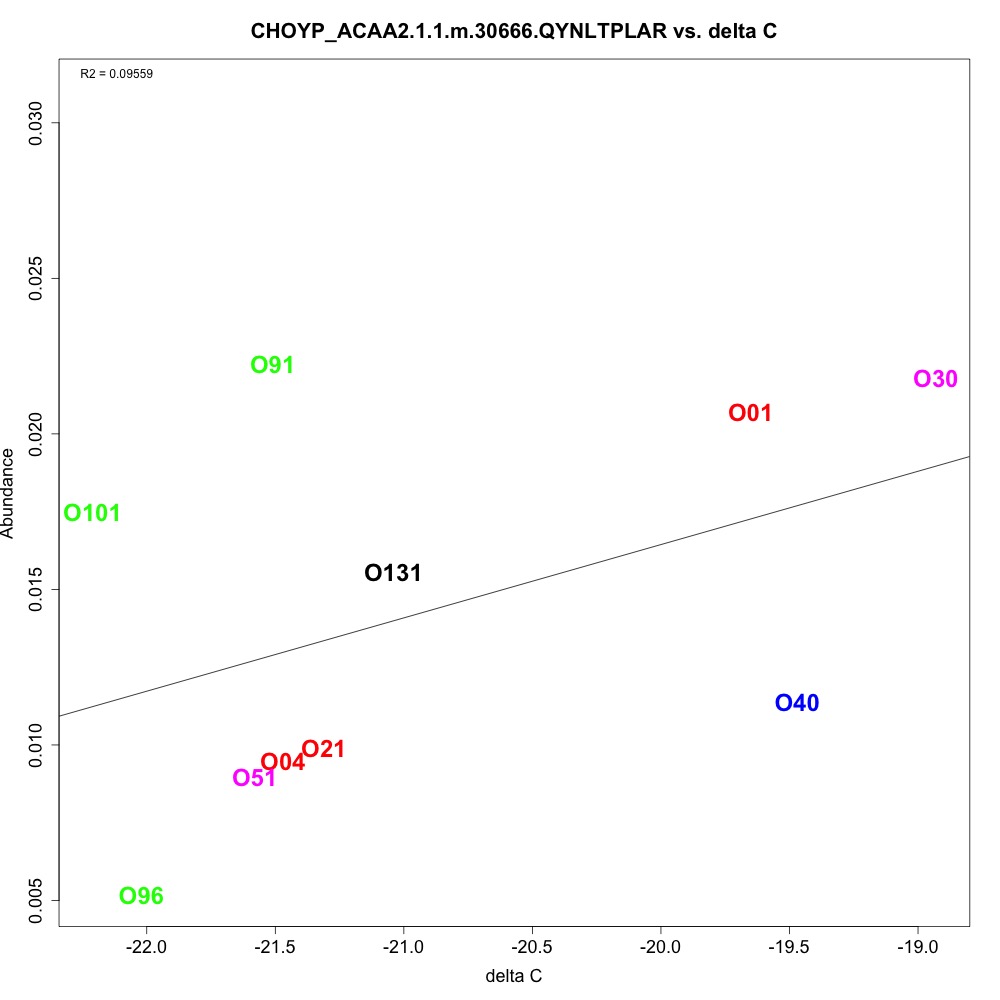 CHOYP_ACAA2.1.1.m.30666.QYNLTPLAR vs. delta C
R2 = 0.09559
0.030
0.025
0.020
0.015
0.010
0.005
Abundance
O91
O30
O01
O101
O131
O40
O21
O04
O51
O96
-22.0 -21.5 -21.0 -20.5 -20.0 -19.5 -19.0
delta C